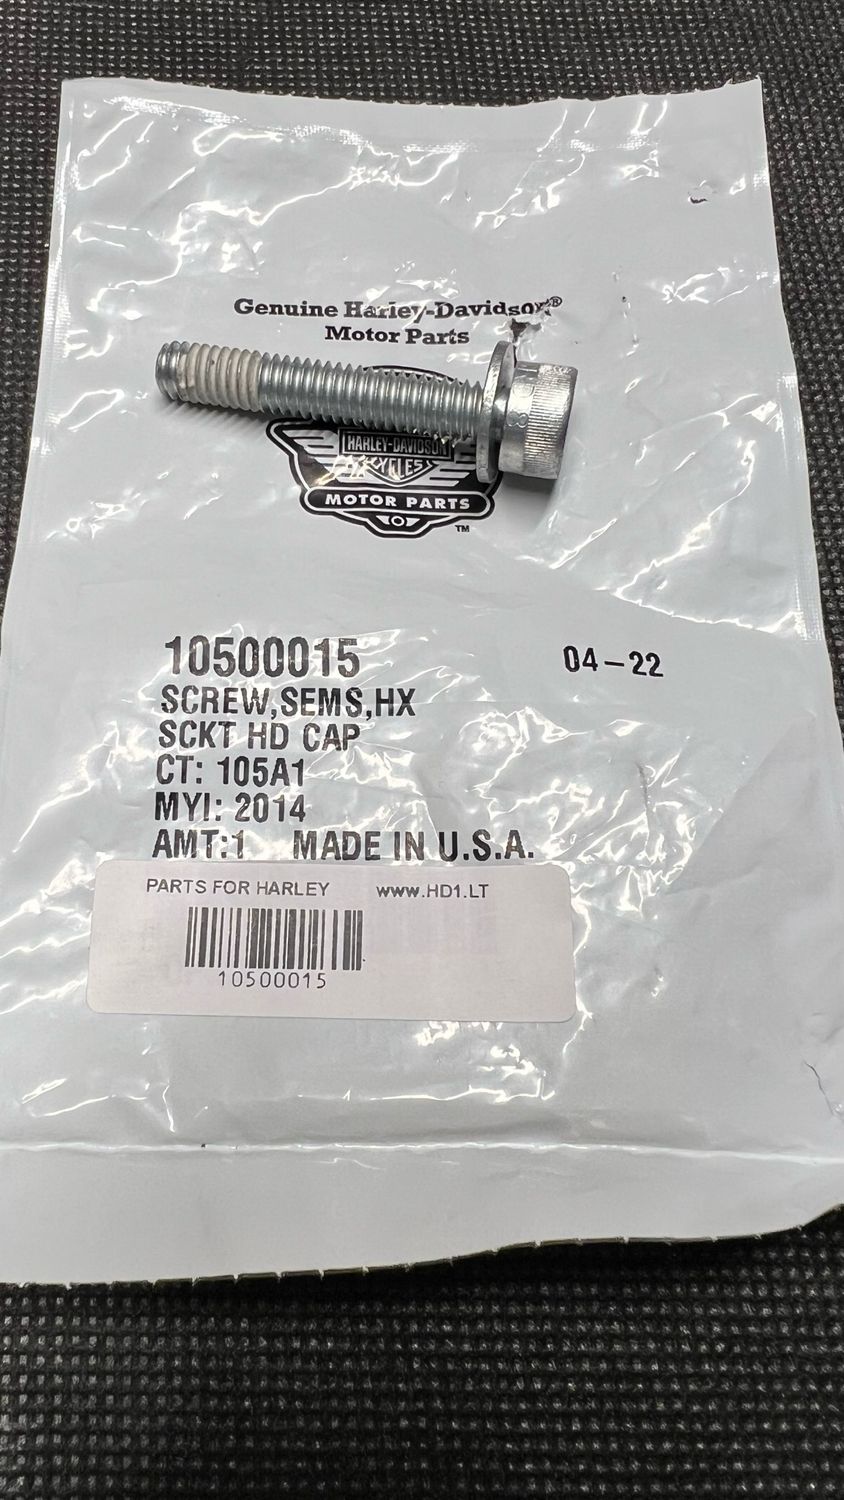 Genuine Harley-Davidson®
Motor Parts
HARLEY-DAVIDSON
CYCLES
MOTOR PARTS
TM
10500015 04-22
SCREW,SEMS,HX
SCKT HD CAP
CT: 105A1
MYI: 2014
AMT:1 MADE IN U.S.A.
PARTS FOR HARLEY www.HD1.LT
10500015